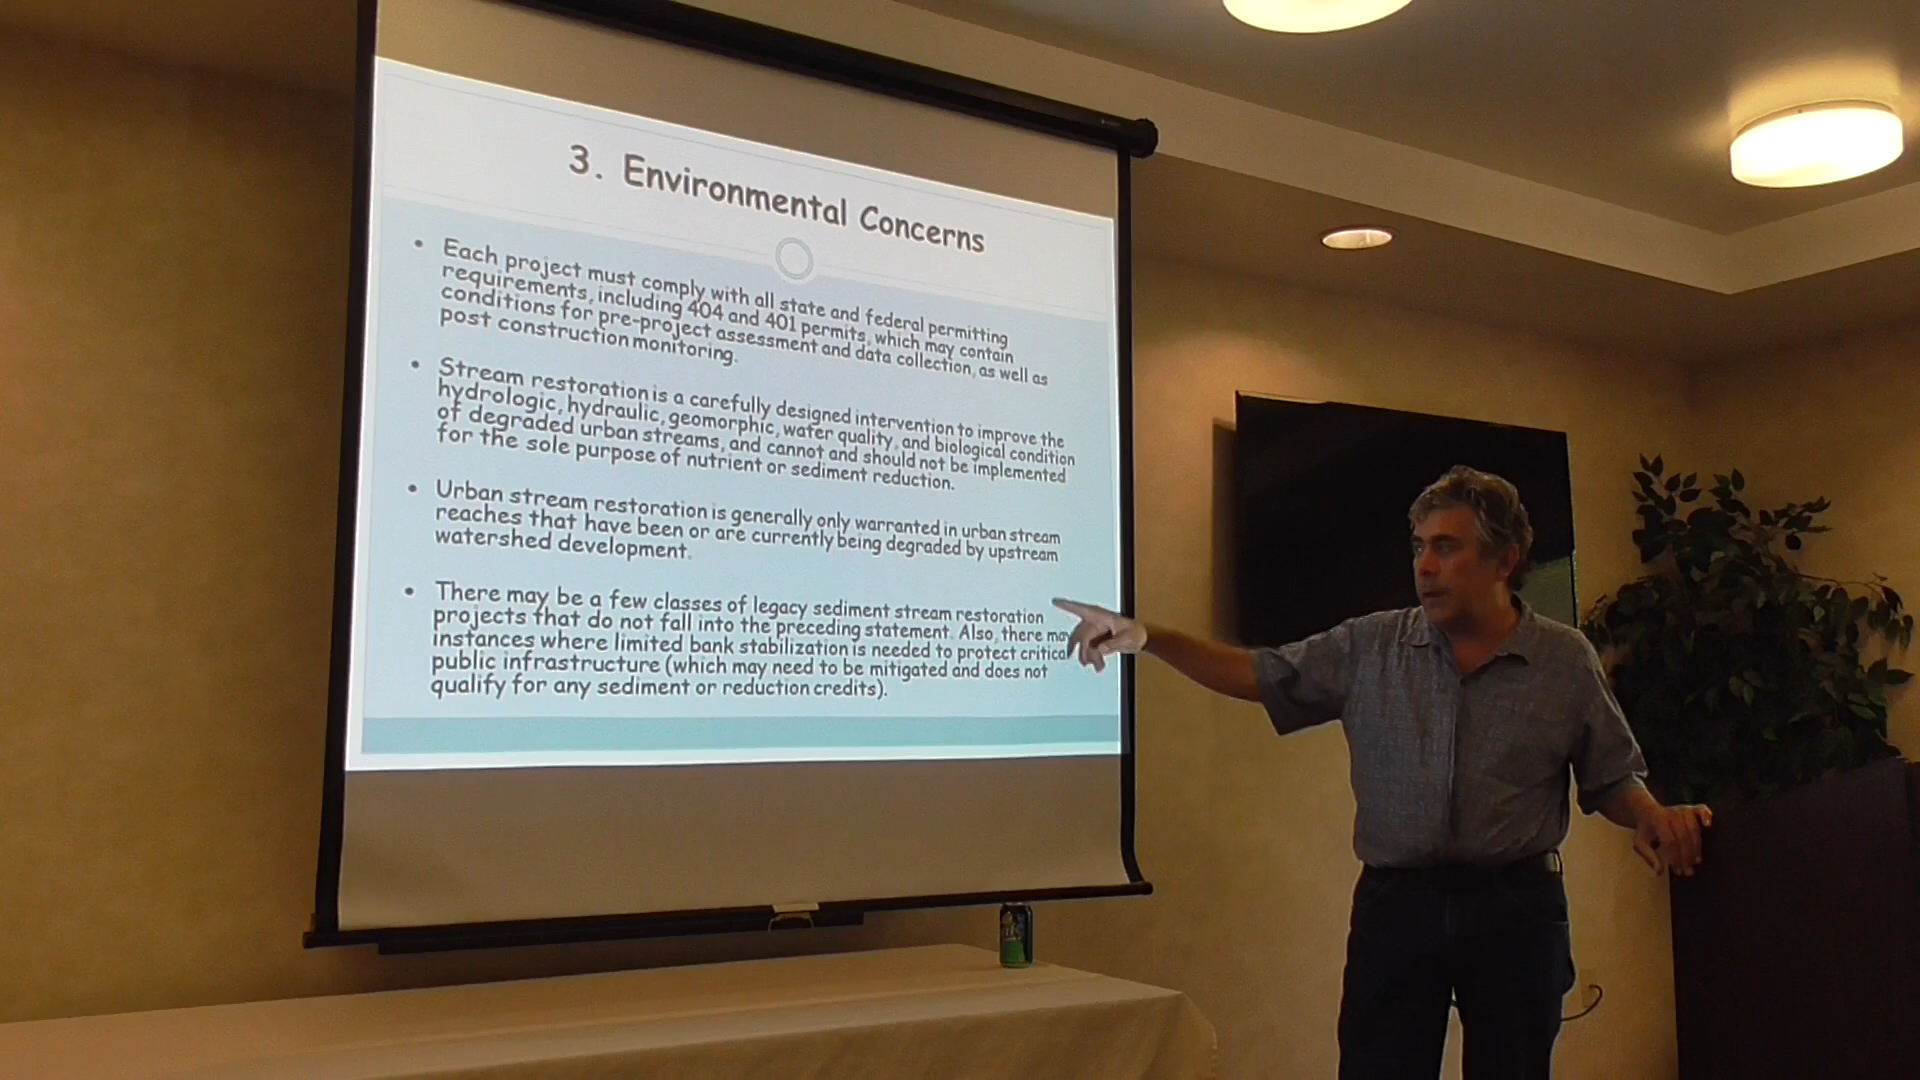 3. Environmental Concerns
• Each project must comply with all state and federal permitting
requirements, including 404 and 401 permits, which may contain
conditions for pre-project assessment and data collection, as well as
post construction monitoring.
• Stream restoration is a carefully designed intervention to improve the
hydrologic, hydraulic, geomorphic, water quality, and biological condition
of degraded urban streams, and cannot and should not be implemented
for the sole purpose of nutrient or sediment reduction.
• Urban stream restoration is generally only warranted in urban stream
reaches that have been or are currently being degraded by upstream
watershed development.
• There may be a few classes of legacy sediment stream restoration
projects that do not fall into the preceding statement. Also, there may
instances where limited bank stabilization is needed to protect critical
public infrastructure (which may need to be mitigated and does not
qualify for any sediment or reduction credits).